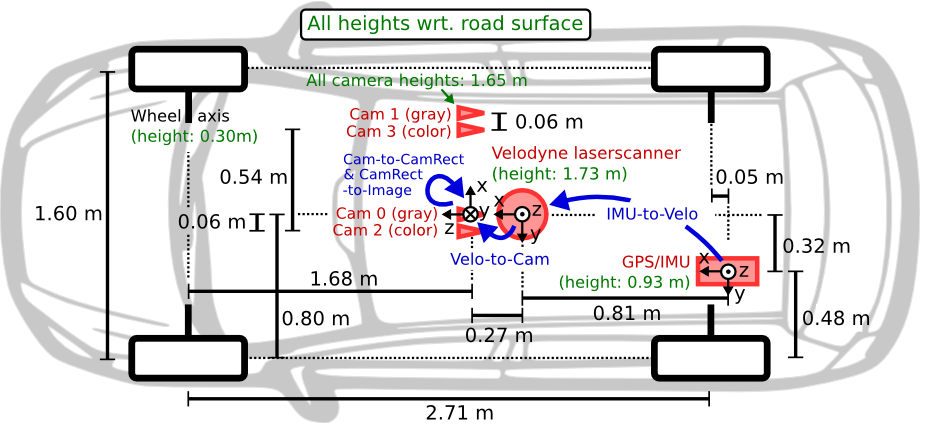 All heights wrt. road surface
All camera heights: 1.65 m
Wheel axis
(height: 0.30m)
Cam 1 (gray)
Cam 3 (color)
0.06 m
Cam-to-CamRect
& CamRect
-to-Image
Velodyne laserscanner
(height: 1.73 m)
0.54 m
0.05 m
1.60 m
0.06 m
Cam 0 (gray)
Cam 2 (color)
x
y
z
x
z
y
IMU-to-Velo
Velo-to-Cam
0.32 m
GPS/IMU
(height: 0.93 m)
x
z
y
1.68 m
0.80 m
0.27 m
0.81 m
0.48 m
2.71 m